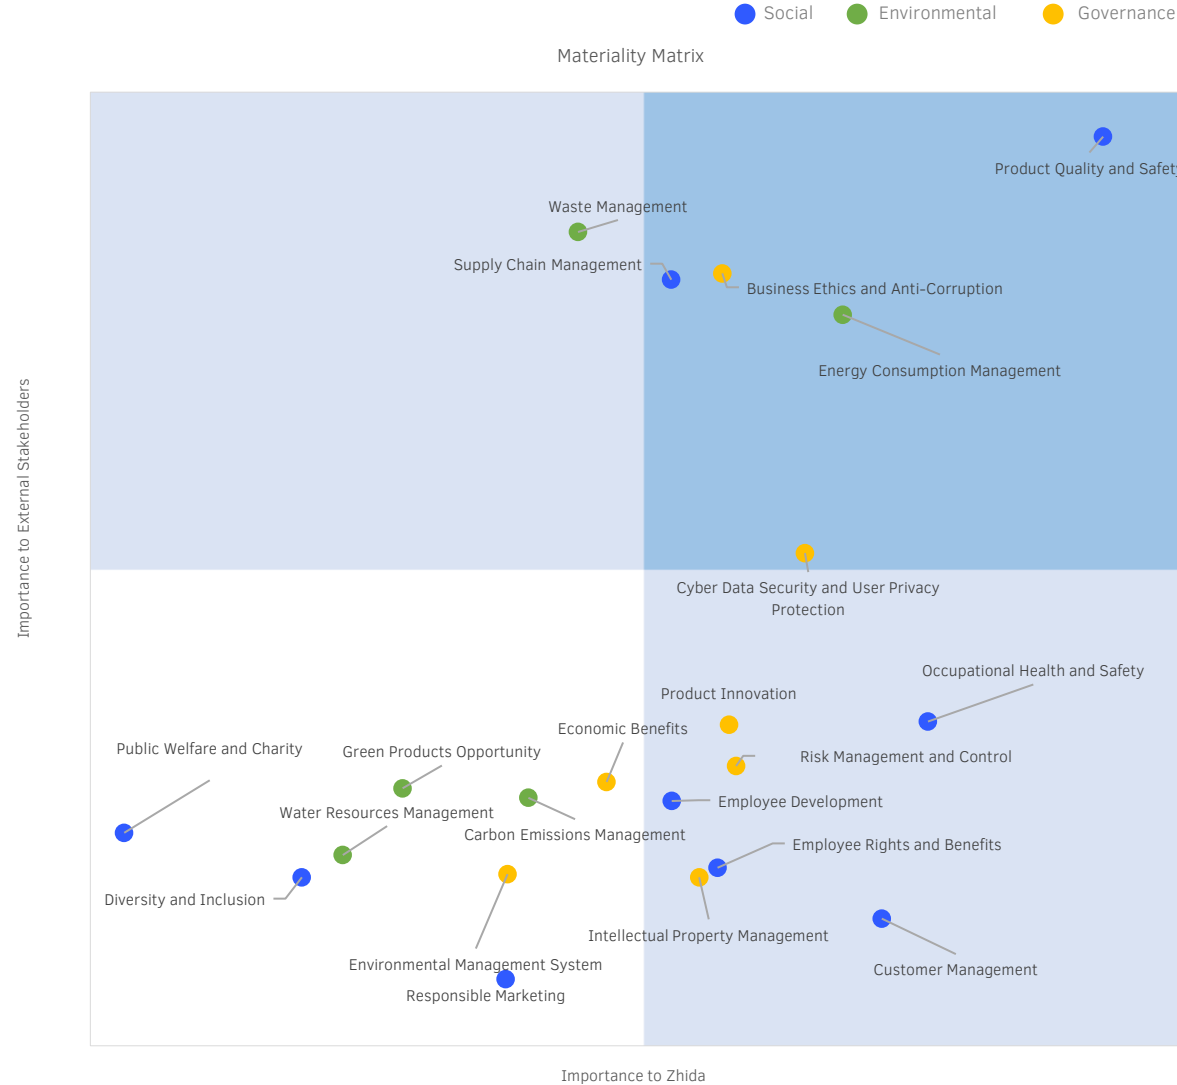 Social Environmental Governance
Materiality Matrix
Product Quality and Safety
Waste Management
Supply Chain Management
Business Ethics and Anti-Corruption
Energy Consumption Management
Importance to External Stakeholders
Cyber Data Security and User Privacy
Protection
Occupational Health and Safety
Product Innovation
Economic Benefits
Public Welfare and Charity
Green Products Opportunity
Risk Management and Control
Employee Development
Water Resources Management
Carbon Emissions Management
Employee Rights and Benefits
Diversity and Inclusion
Intellectual Property Management
Environmental Management System
Customer Management
Responsible Marketing
Importance to Zhida